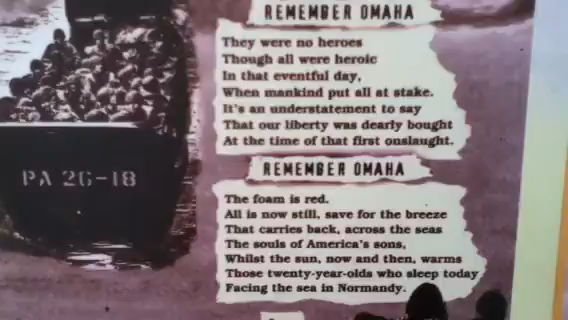 REMEMBER OMAHA
They were no heroes
Though all were heroic
In that eventful day,
When mankind put all at stake.
It's an understatement to say
That our liberty was dearly bought
At the time of that first onslaught.
REMEMBER OMAHA
The foam is red.
All is now still, save for the breeze
That carries back, across the seas
The souls of America's sons,
Whilst the sun, now and then, warms
Those twenty-year-olds who sleep today
Facing the sea in Normandy.
PA 26-18